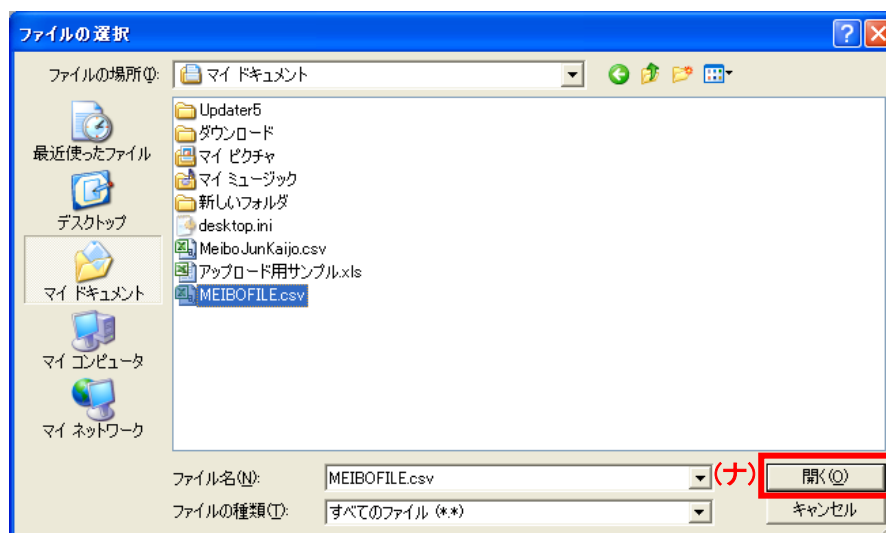 ファイルの選択
ファイルの場所(I):
マイ ドキュメント
最近使ったファイル
デスクトップ
マイ ドキュメント
マイ コンピュータ
マイ ネットワーク
Updater5
ダウンロード
マイ ピクチャ
マイ ミュージック
新しいフォルダ
desktop.ini
MeiboJunKaijo.csv
アップロード用サンプル.xls
MEIBOFILE.csv
ファイル名(N):
MEIBOFILE.csv
(ナ)
開く(O)
ファイルの種類(T):
すべてのファイル (*.*)
キャンセル